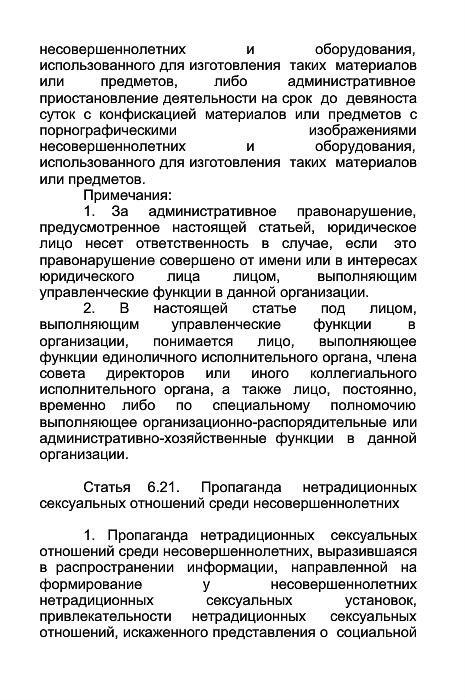 несовершеннолетних и оборудования,
использованного для изготовления таких материалов
или предметов, либо административное
приостановление деятельности на срок до девяноста
суток с конфискацией материалов или предметов с
порнографическими изображениями
несовершеннолетних и оборудования,
использованного для изготовления таких материалов
или предметов.
Примечания:
1. За административное правонарушение,
предусмотренное настоящей статьей, юридическое
лицо несет ответственность в случае, если это
правонарушение совершено от имени или в интересах
юридического лица лицом, выполняющим
управленческие функции в данной организации.
2. В настоящей статье под лицом,
выполняющим управленческие функции в
организации, понимается лицо, выполняющее
функции единоличного исполнительного органа, члена
совета директоров или иного коллегиального
исполнительного органа, а также лицо, постоянно,
временно либо по специальному полномочию
выполняющее организационно-распорядительные или
административно-хозяйственные функции в данной
организации.
Статья 6.21. Пропаганда нетрадиционных
сексуальных отношений среди несовершеннолетних
1. Пропаганда нетрадиционных сексуальных
отношений среди несовершеннолетних, выразившаяся
в распространении информации, направленной на
формирование у несовершеннолетних
нетрадиционных сексуальных установок,
привлекательности нетрадиционных сексуальных
отношений, искаженного представления о социальной